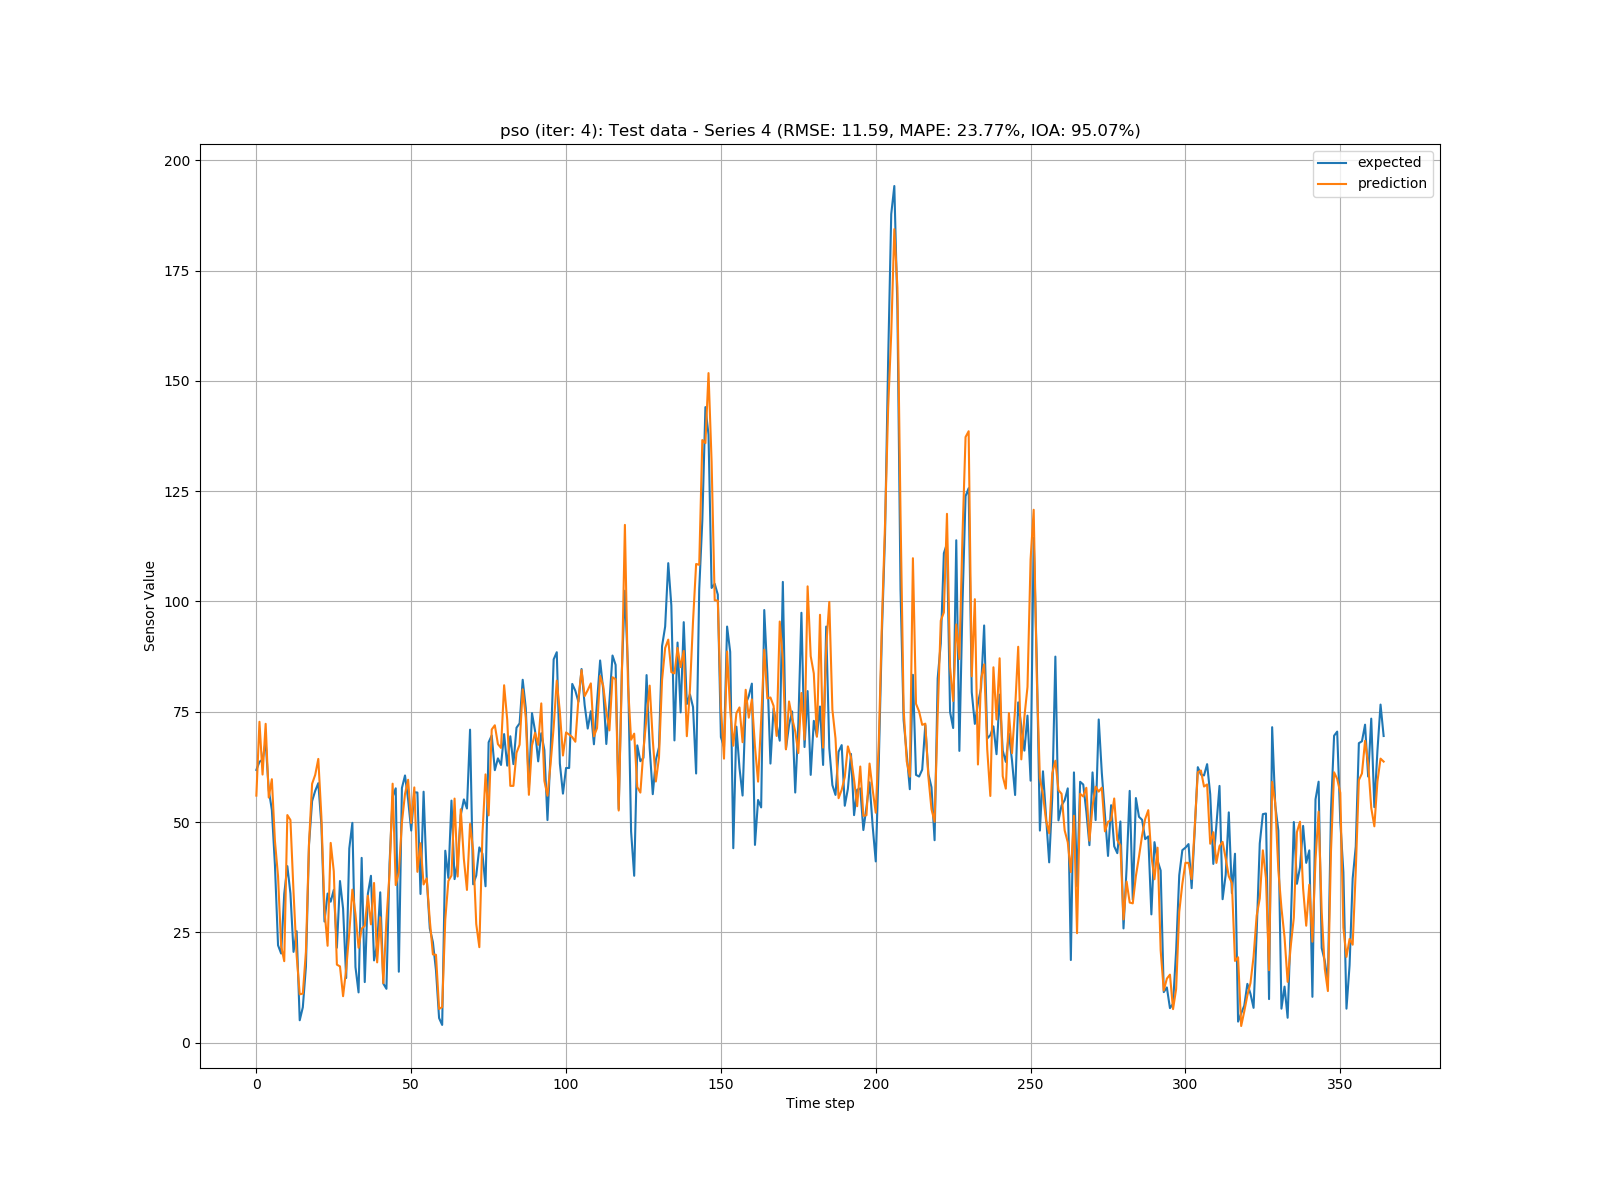 pso (iter: 4): Test data - Series 4 (RMSE: 11.59, MAPE: 23.77%, IOA: 95.07%)
expected
prediction
200
175
150
125
100
75
50
25
0
Sensor Value
0 50 100 150 200 250 300 350
Time step